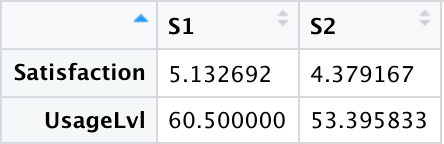 S1 S2
Satisfaction 5.132692 4.379167
UsageLvl 60.500000 53.395833